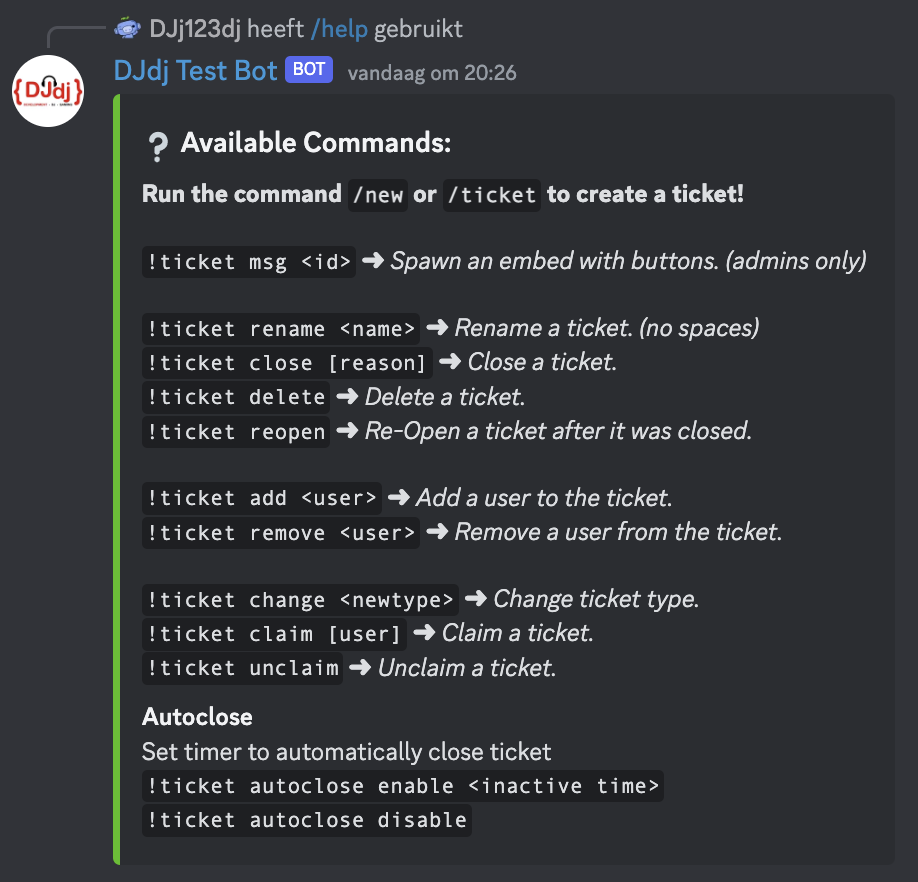 DJj123dj heeft /help gebruikt
DJdj Test Bot BOT vandaag om 20:26
{DJdj}
? Available Commands:
Run the command /new or /ticket to create a ticket!
!ticket msg <id> ➜ Spawn an embed with buttons. (admins only)
!ticket rename <name> ➜ Rename a ticket. (no spaces)
!ticket close [reason] ➜ Close a ticket.
!ticket delete ➜ Delete a ticket.
!ticket reopen ➜ Re-Open a ticket after it was closed.
!ticket add <user> ➜ Add a user to the ticket.
!ticket remove <user> ➜ Remove a user from the ticket.
!ticket change <newtype> ➜ Change ticket type.
!ticket claim [user] ➜ Claim a ticket.
!ticket unclaim ➜ Unclaim a ticket.
Autoclose
Set timer to automatically close ticket
!ticket autoclose enable <inactive time>
!ticket autoclose disable